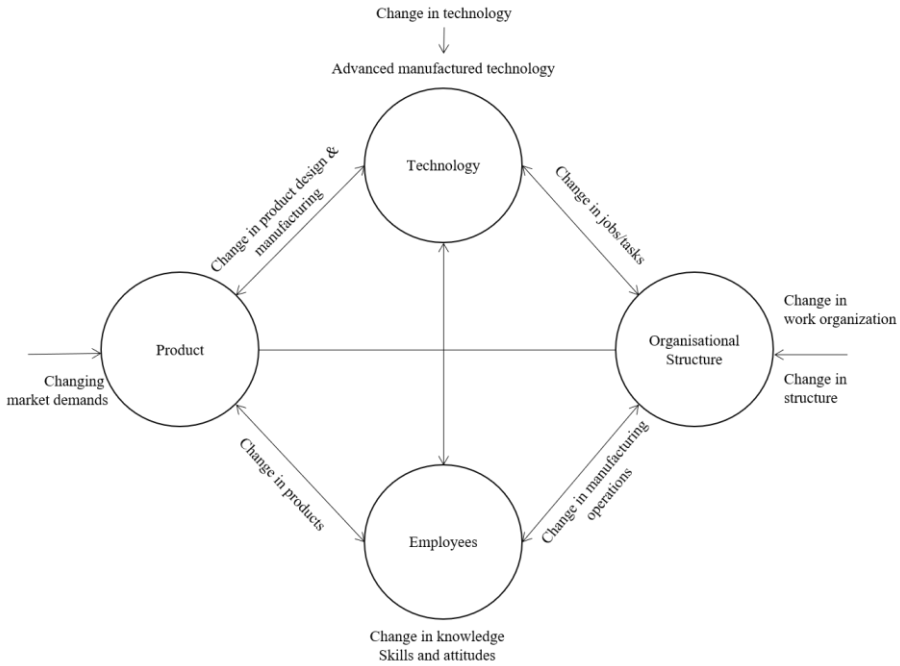 Change in technology
Advanced manufactured technology
Technology
Change in product design &
manufacturing
Change in jobs/tasks
Product
Organisational
Structure
Change in
work organization
Changing
market demands
Change in
structure
Change in products
Change in manufacturing
operations
Employees
Change in knowledge
Skills and attitudes